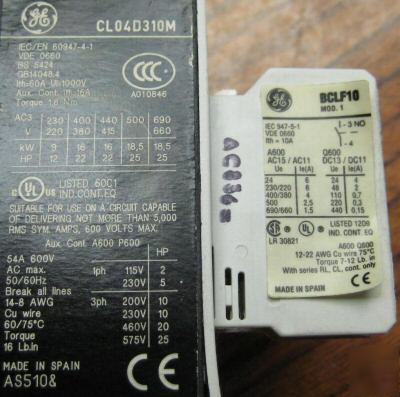 GE
CL04D310M
IEC/EN 60947-4-1
VDE 0660
BS 5424
GB14048.4
Ith=60A Ui 1000V
Aux. Cont. Ith 16A
Torque 1,8 Nm
CCC
A010846
AC3 230 400 440 500 690
V 220 380 415 660
kW 9 16 16 18,5 18,5
HP 12 22 22 25 25
UL LISTED 60C1
IND.CONT.EQ
SUITABLE FOR USE ON A CIRCUIT CAPABLE
OF DELIVERING NOT MORE THAN 5,000
RMS SYM. AMPS, 600 VOLTS MAX.
Aux. Cont. A600 P600
54A 600V HP
AC max. 1ph 115V 2
50/60Hz 230V 5
Break all lines
14-8 AWG 3ph 200V 10
Cu wire 230V 10
60/75°C 460V 20
Torque 575V 25
16 Lb.in
MADE IN SPAIN
AS510&
CE
GE
BCLF10
MOD. 1
IEC 947-5-1
VDE 0660
Ith = 10A
1 - 3 NO
- 4
A600 Q600
AC15 / AC11 DC13 / DC11
Ue Ie(A) Ue Ie(A)
24 6 24 6
230/220 6 48 4
400/380 4 110 0,7
500 2,5 220 0,3
690/660 1,5 440 0,15
UL LISTED 1206
IND. CONT. EQ
LR 30821
A600 Q600
12-22 AWG Cu wire 75°C
Torque 7-12 Lb. in
With series RL, CL, cont. only
MADE IN SPAIN
CE